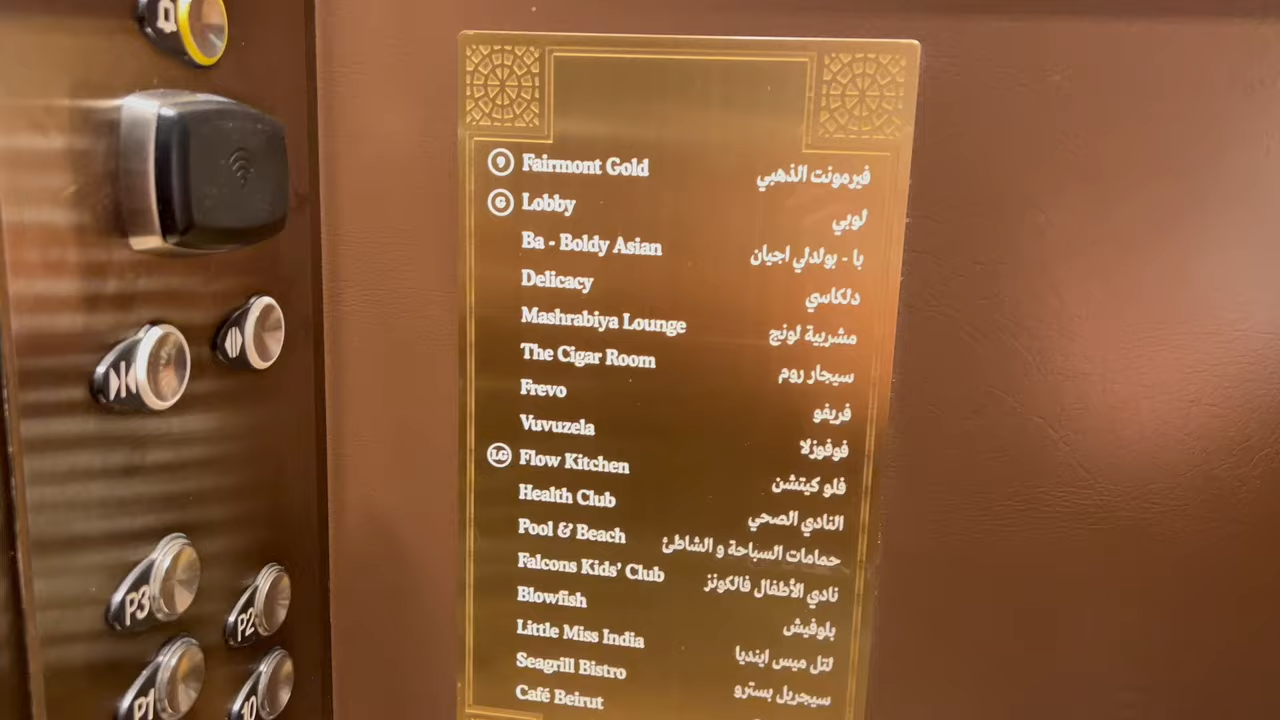 9 Fairmont Gold فيرمونت الذهبي
G Lobby لوبي
Ba - Boldy Asian با - بولدلي اجيان
Delicacy دلكاسي
Mashrabiya Lounge مشربية لونج
The Cigar Room سيجار روم
Frevo فريفو
Vuvuzela فوفوزلا
LG Flow Kitchen فلو كيتشن
Health Club النادي الصحي
Pool & Beach حمامات السباحة و الشاطئ
Falcons Kids' Club نادي الأطفال فالكونز
Blowfish بلوفيش
Little Miss India لتل ميس اينديا
Seagrill Bistro سيجريل بسترو
Café Beirut
P3 P2
P1 10